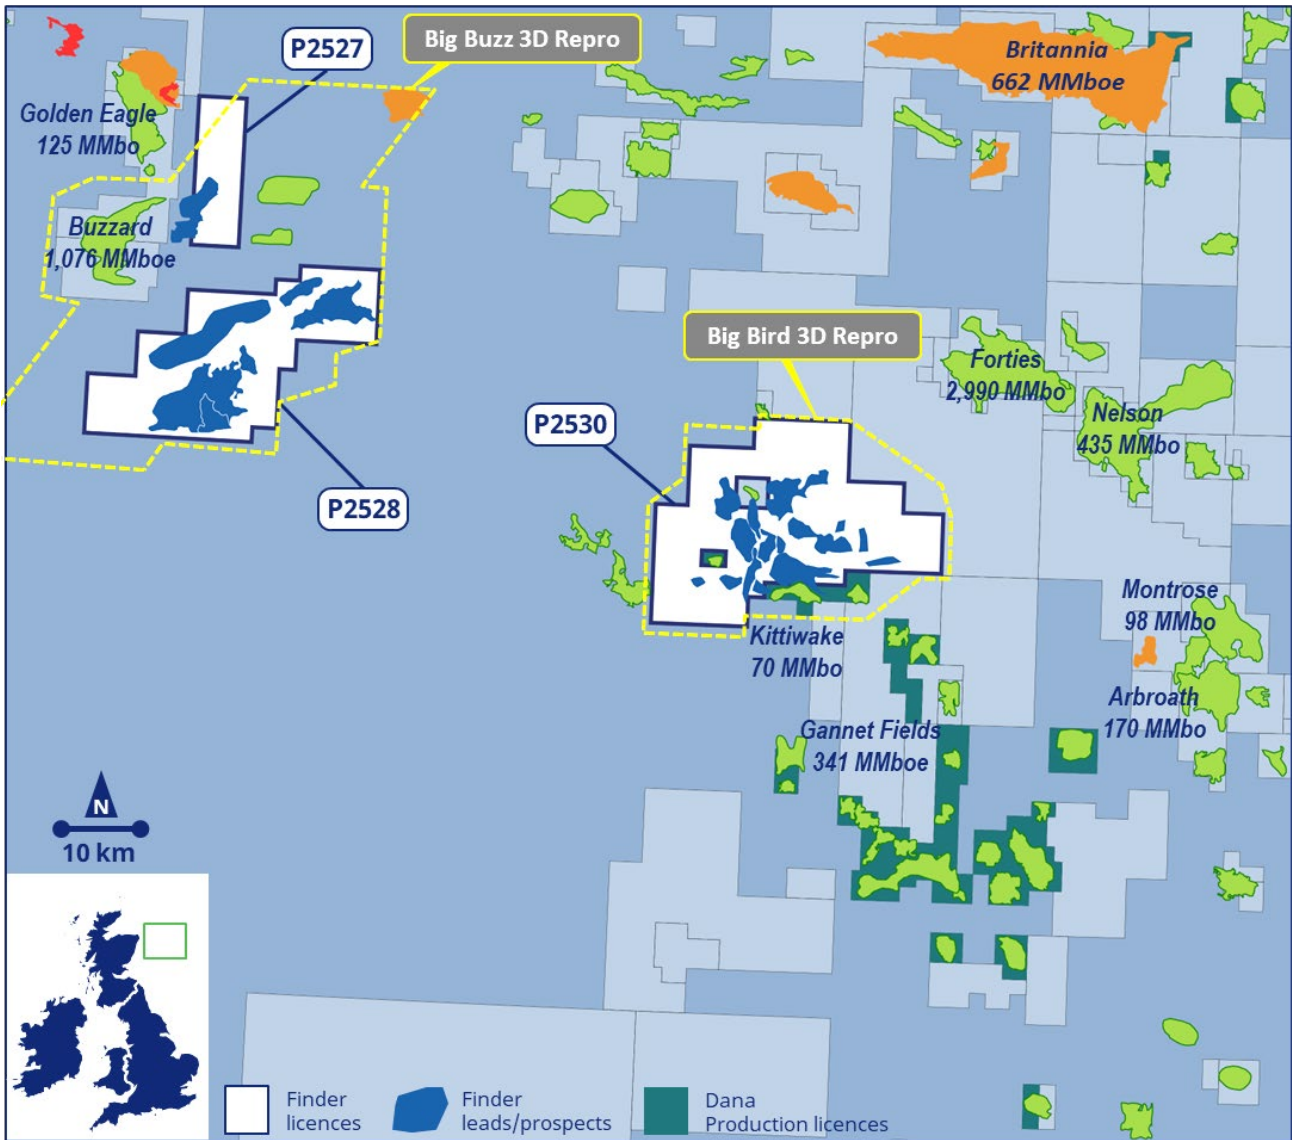 P2527
Big Buzz 3D Repro
Britannia
662 MMboe
Golden Eagle
125 MMbo
Buzzard
1,076 MMboe
Big Bird 3D Repro
Forties
2,990 MMbo
Nelson
435 MMbo
P2530
P2528
Montrose
98 MMbo
Kittiwake
70 MMbo
Arbroath
170 MMbo
Gannet Fields
341 MMboe
N
10 km
Finder
licences
Finder
leads/prospects
Dana
Production licences